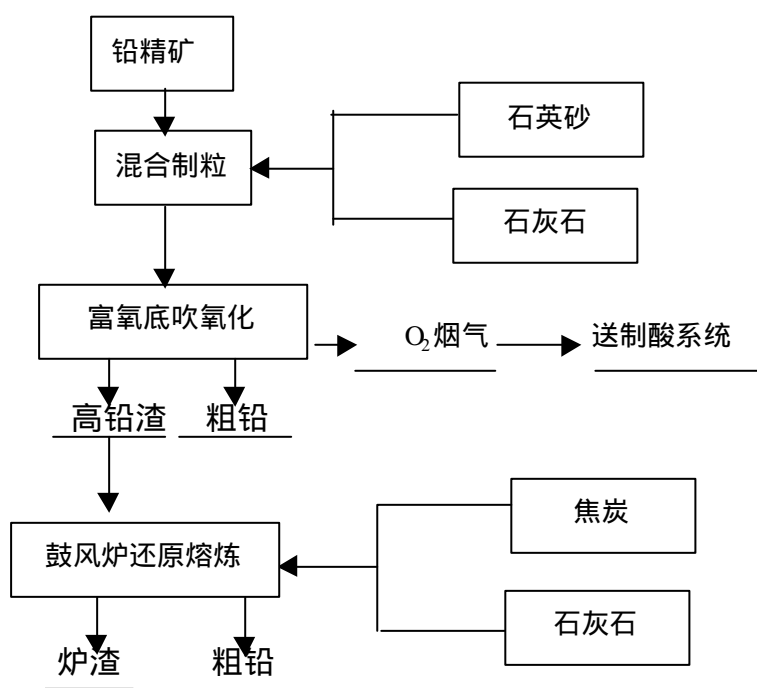 铅精矿
石英砂
混合制粒
石灰石
富氧底吹氧化
O₂烟气
送制酸系统
高铅渣
粗铅
焦炭
鼓风炉还原熔炼
石灰石
炉渣
粗铅